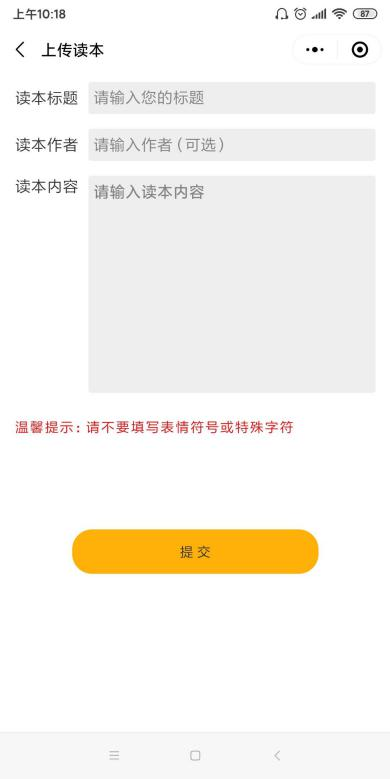 上午10:18
87
上传读本
读本标题 请输入您的标题
读本作者 请输入作者（可选）
读本内容 请输入读本内容
温馨提示：请不要填写表情符号或特殊字符
提 交